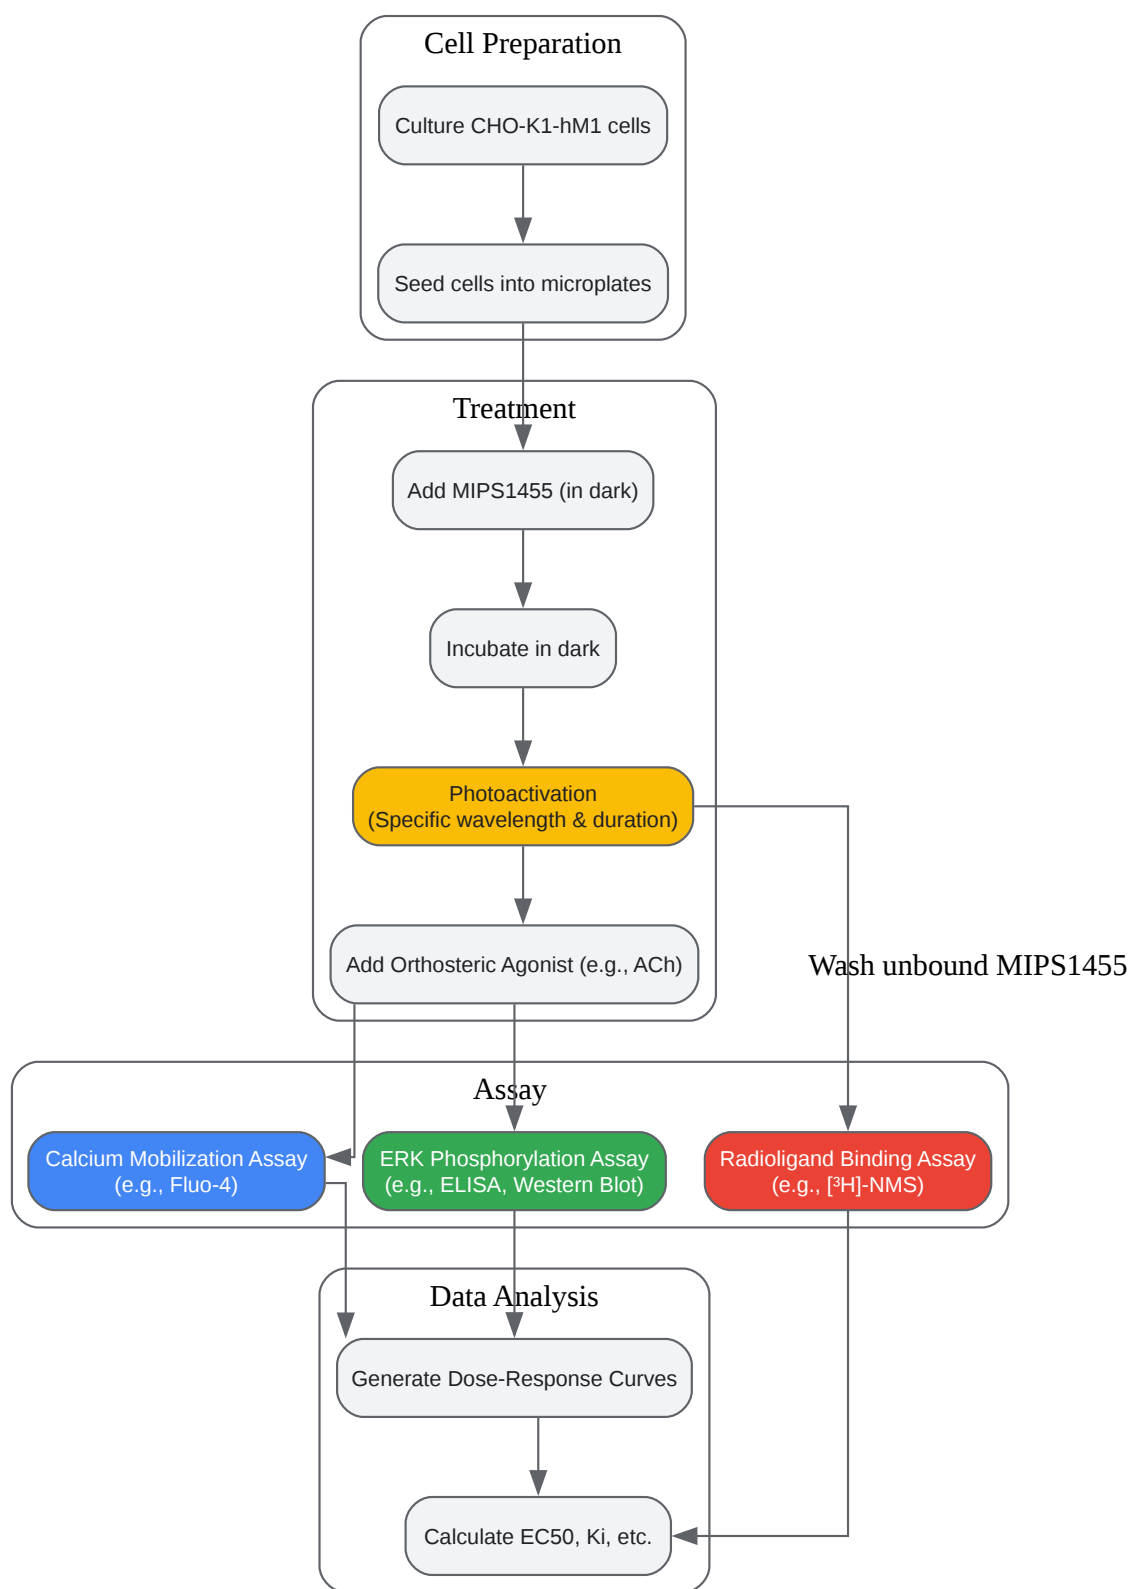 Cell Preparation
Culture CHO-K1-hM1 cells
Seed cells into microplates
Treatment
Add MIPS1455 (in dark)
Incubate in dark
Photoactivation
(Specific wavelength & duration)
Add Orthosteric Agonist (e.g., ACh)
Wash unbound MIPS1455
Assay
Calcium Mobilization Assay
(e.g., Fluo-4)
ERK Phosphorylation Assay
(e.g., ELISA, Western Blot)
Radioligand Binding Assay
(e.g., [³H]-NMS)
Data Analysis
Generate Dose-Response Curves
Calculate EC50, Ki, etc.